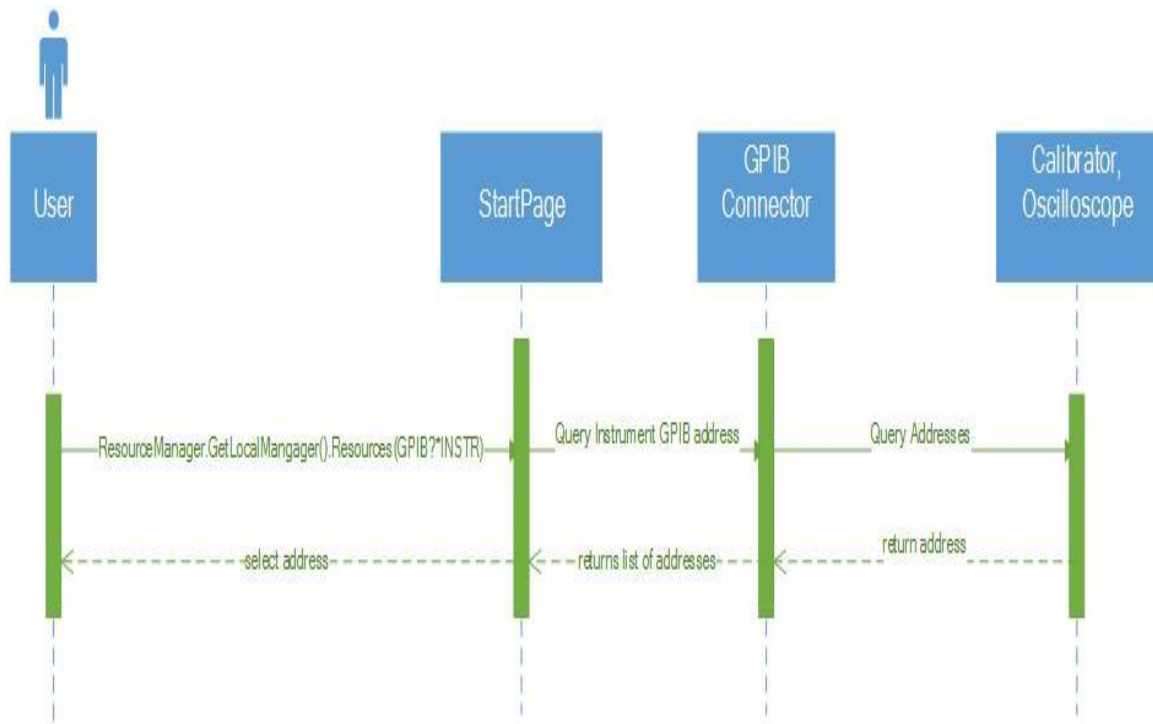 User
StartPage
GPIB
Connector
Calibrator,
Oscilloscope
ResourceManager.GetLocalMangager().Resources(GPIB?*INSTR)
Query Instrument GPIB address
Query Addresses
select address
returns list of addresses
return address